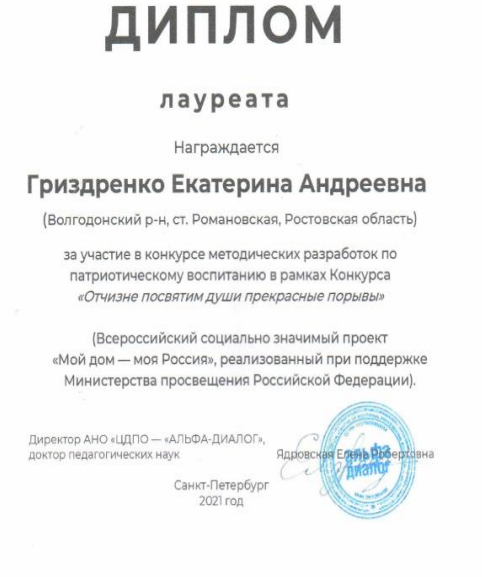 ДИПЛОМ
лауреата
Награждается
Гриздренко Екатерина Андреевна
(Волгодонский р-н, ст. Романовская, Ростовская область)
за участие в конкурсе методических разработок по
патриотическому воспитанию в рамках Конкурса
«Отчизне посвятим души прекрасные порывы»
(Всероссийский социально значимый проект
«Мой дом — моя Россия», реализованный при поддержке
Министерства просвещения Российской Федерации).
Директор АНО «ЦДПО — «АЛЬФА-ДИАЛОГ»,
доктор педагогических наук
Ядровская Елена Робертовна
альфа
диалог
Санкт-Петербург
2021 год